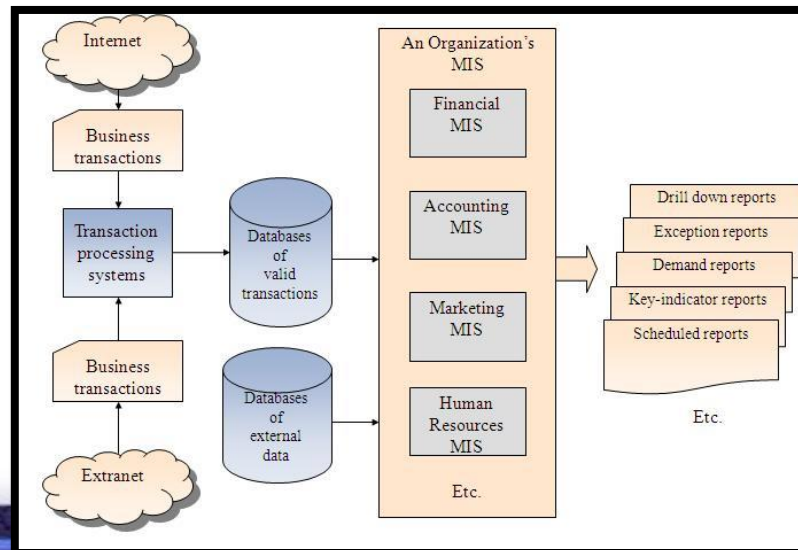 Internet
Business
transactions
Transaction
processing
systems
Business
transactions
Extranet
Databases
of
valid
transactions
Databases
of
external
data
An Organization's
MIS
Financial
MIS
Accounting
MIS
Marketing
MIS
Human
Resources
MIS
Etc.
Drill down reports
Exception reports
Demand reports
Key-indicator reports
Scheduled reports
Etc.